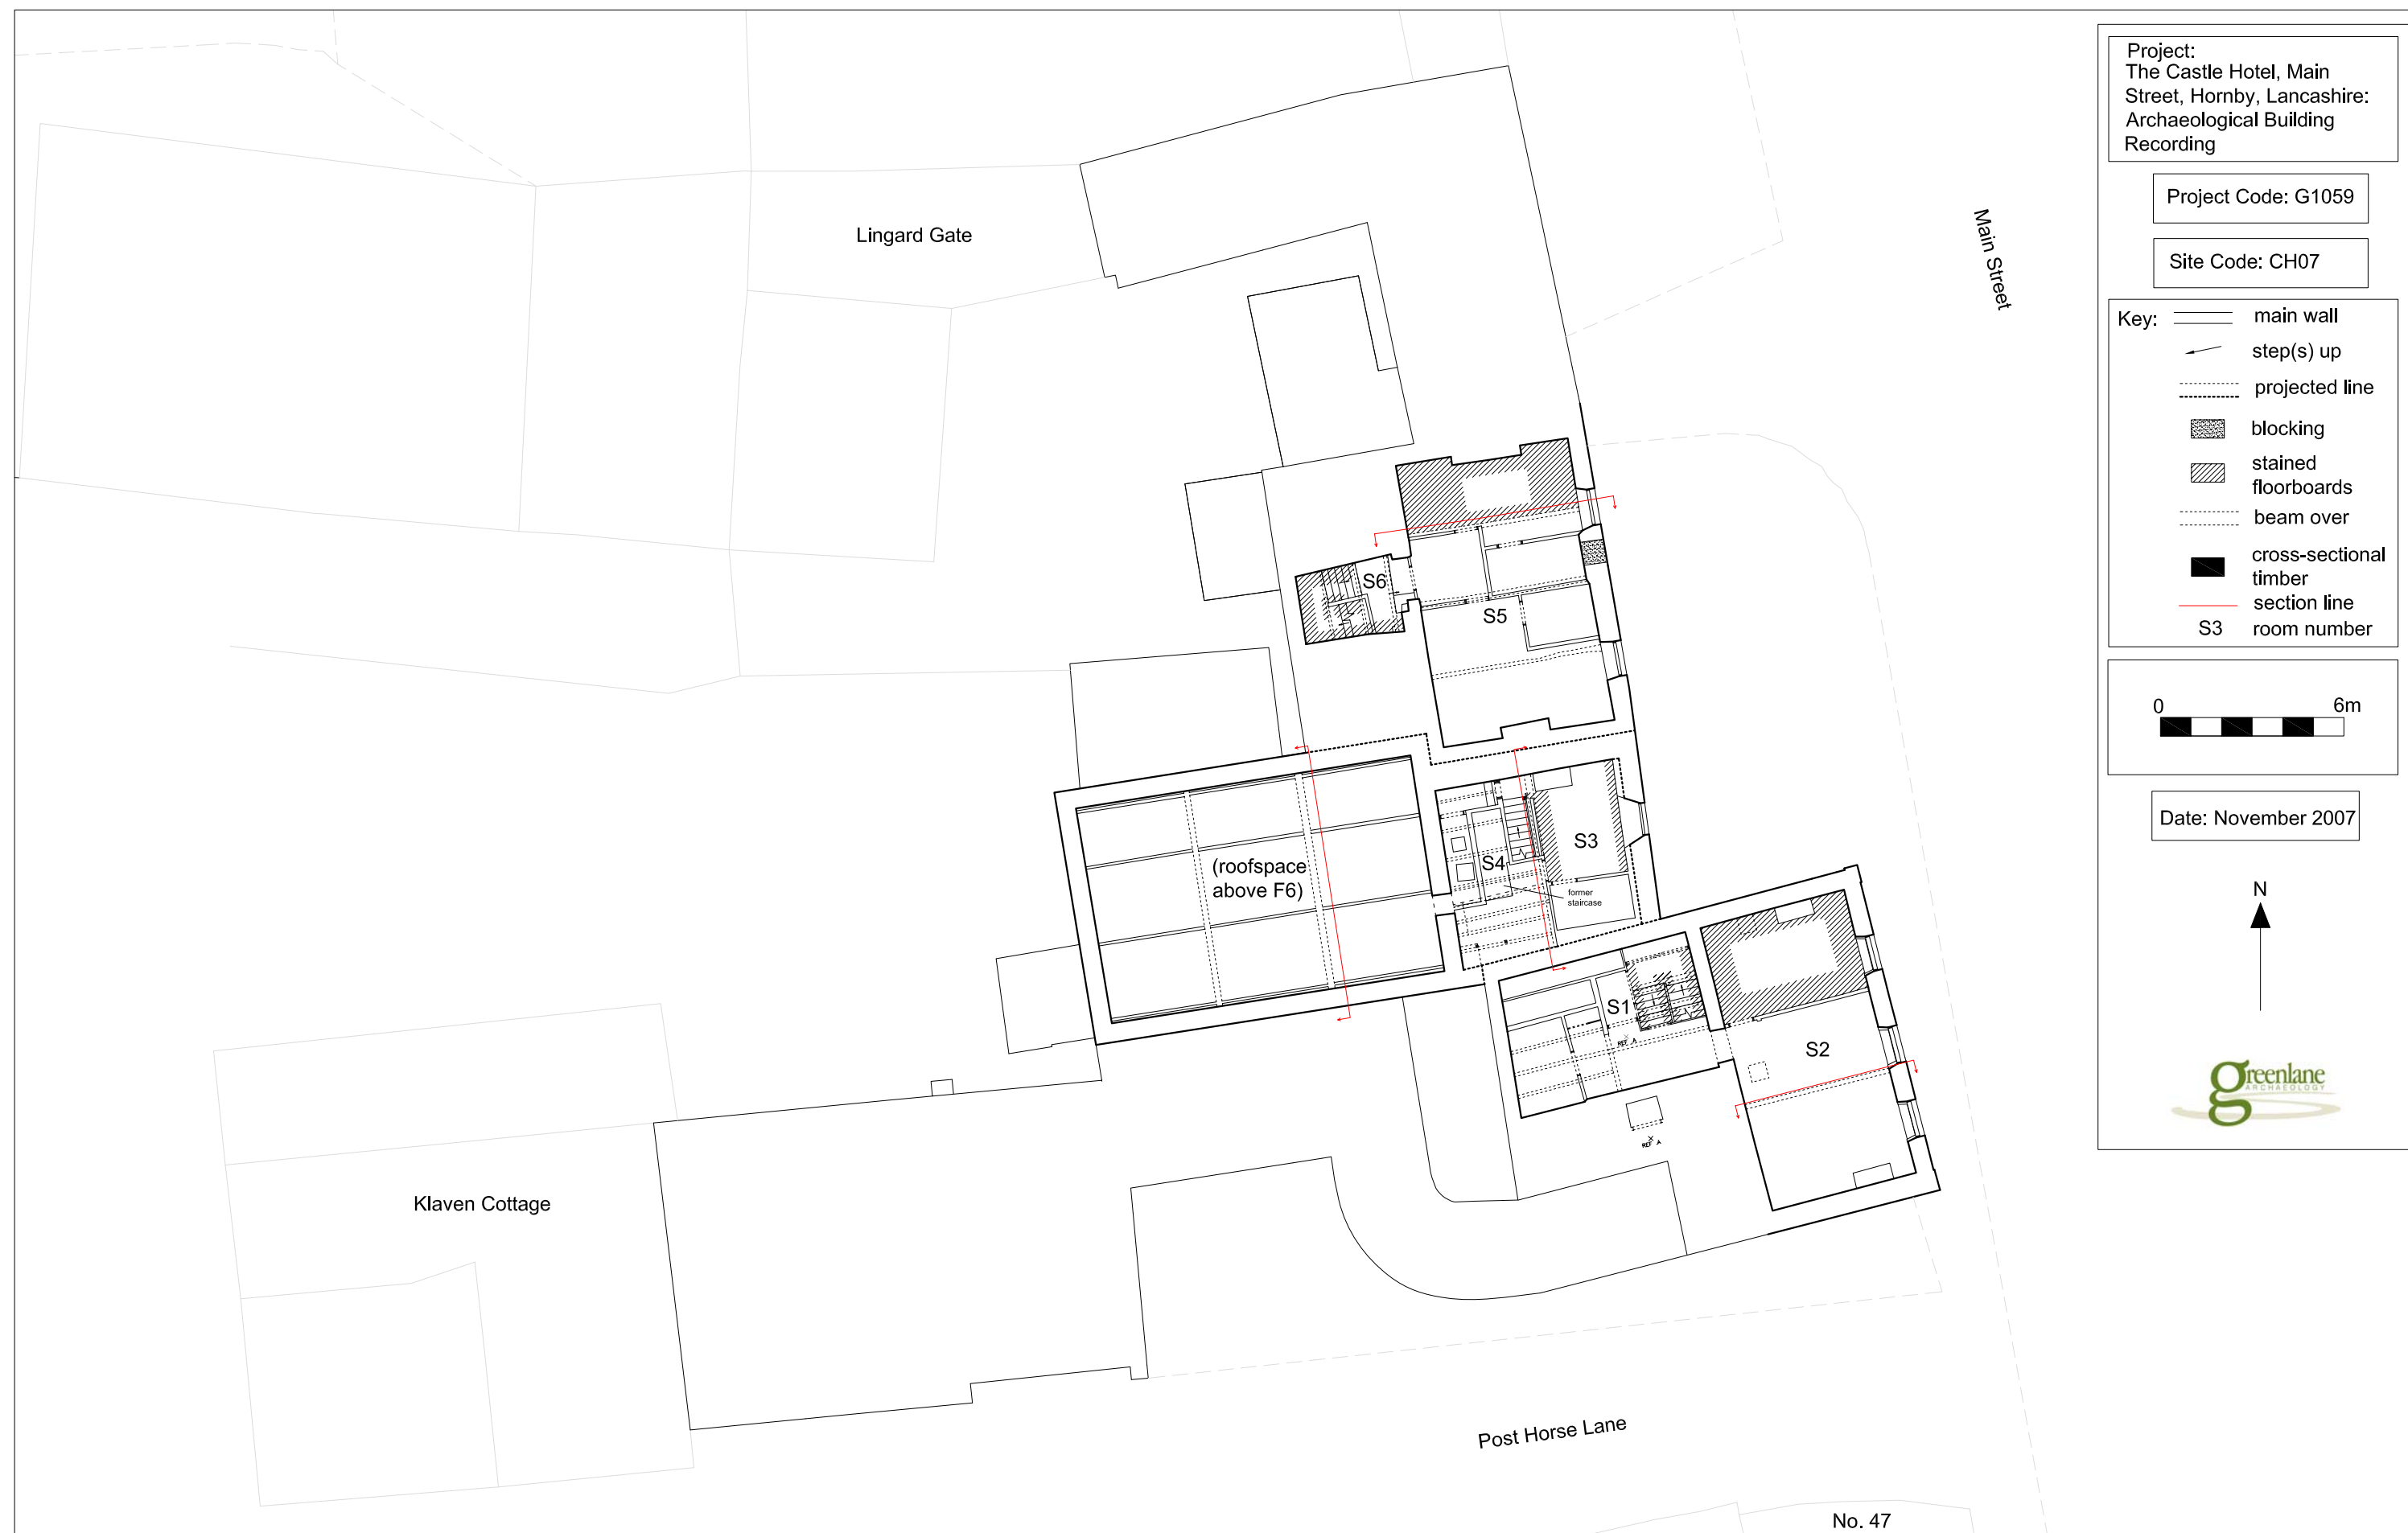 Project:
The Castle Hotel, Main
Street, Hornby, Lancashire:
Archaeological Building
Recording
Project Code: G1059
Site Code: CH07
Key:
main wall
step(s) up
projected line
blocking
stained
floorboards
beam over
cross-sectional
timber
section line
S3 room number
0 6m
Date: November 2007
N
greenlane
ARCHAEOLOGY
Lingard Gate
Main Street
S6
S5
(roofspace
above F6)
S4
S3
former
staircase
S1
REF A
S2
REF A
Klaven Cottage
Post Horse Lane
No. 47